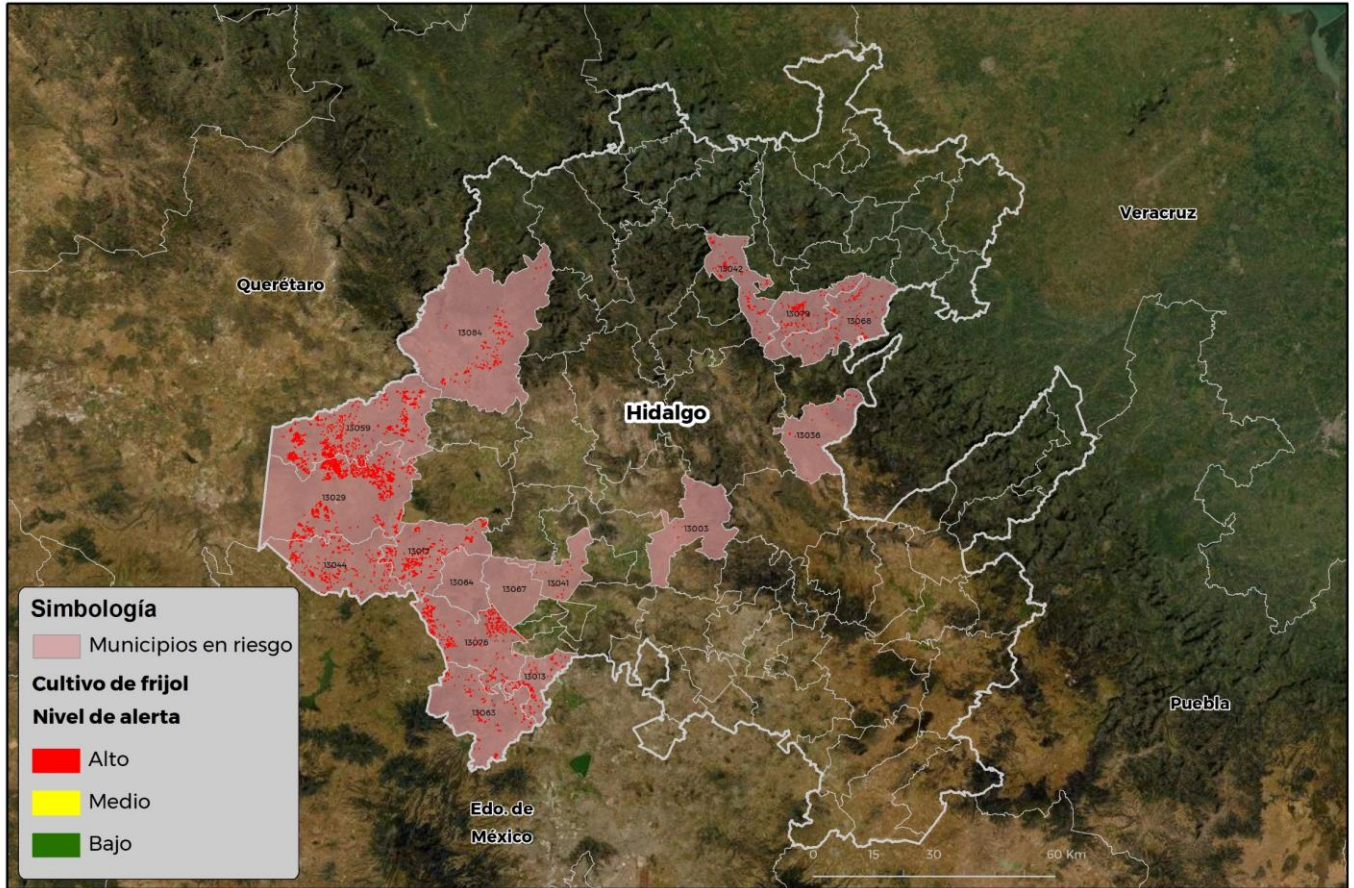 Veracruz
Querétaro
13042
13079
13068
13084
Hidalgo
13059
13036
13029
13003
13017
13044
13064
13067
13041
13076
13013
13063
Puebla
Edo. de
México
0 15 30 60 Km
Simbología
Municipios en riesgo
Cultivo de frijol
Nivel de alerta
Alto
Medio
Bajo